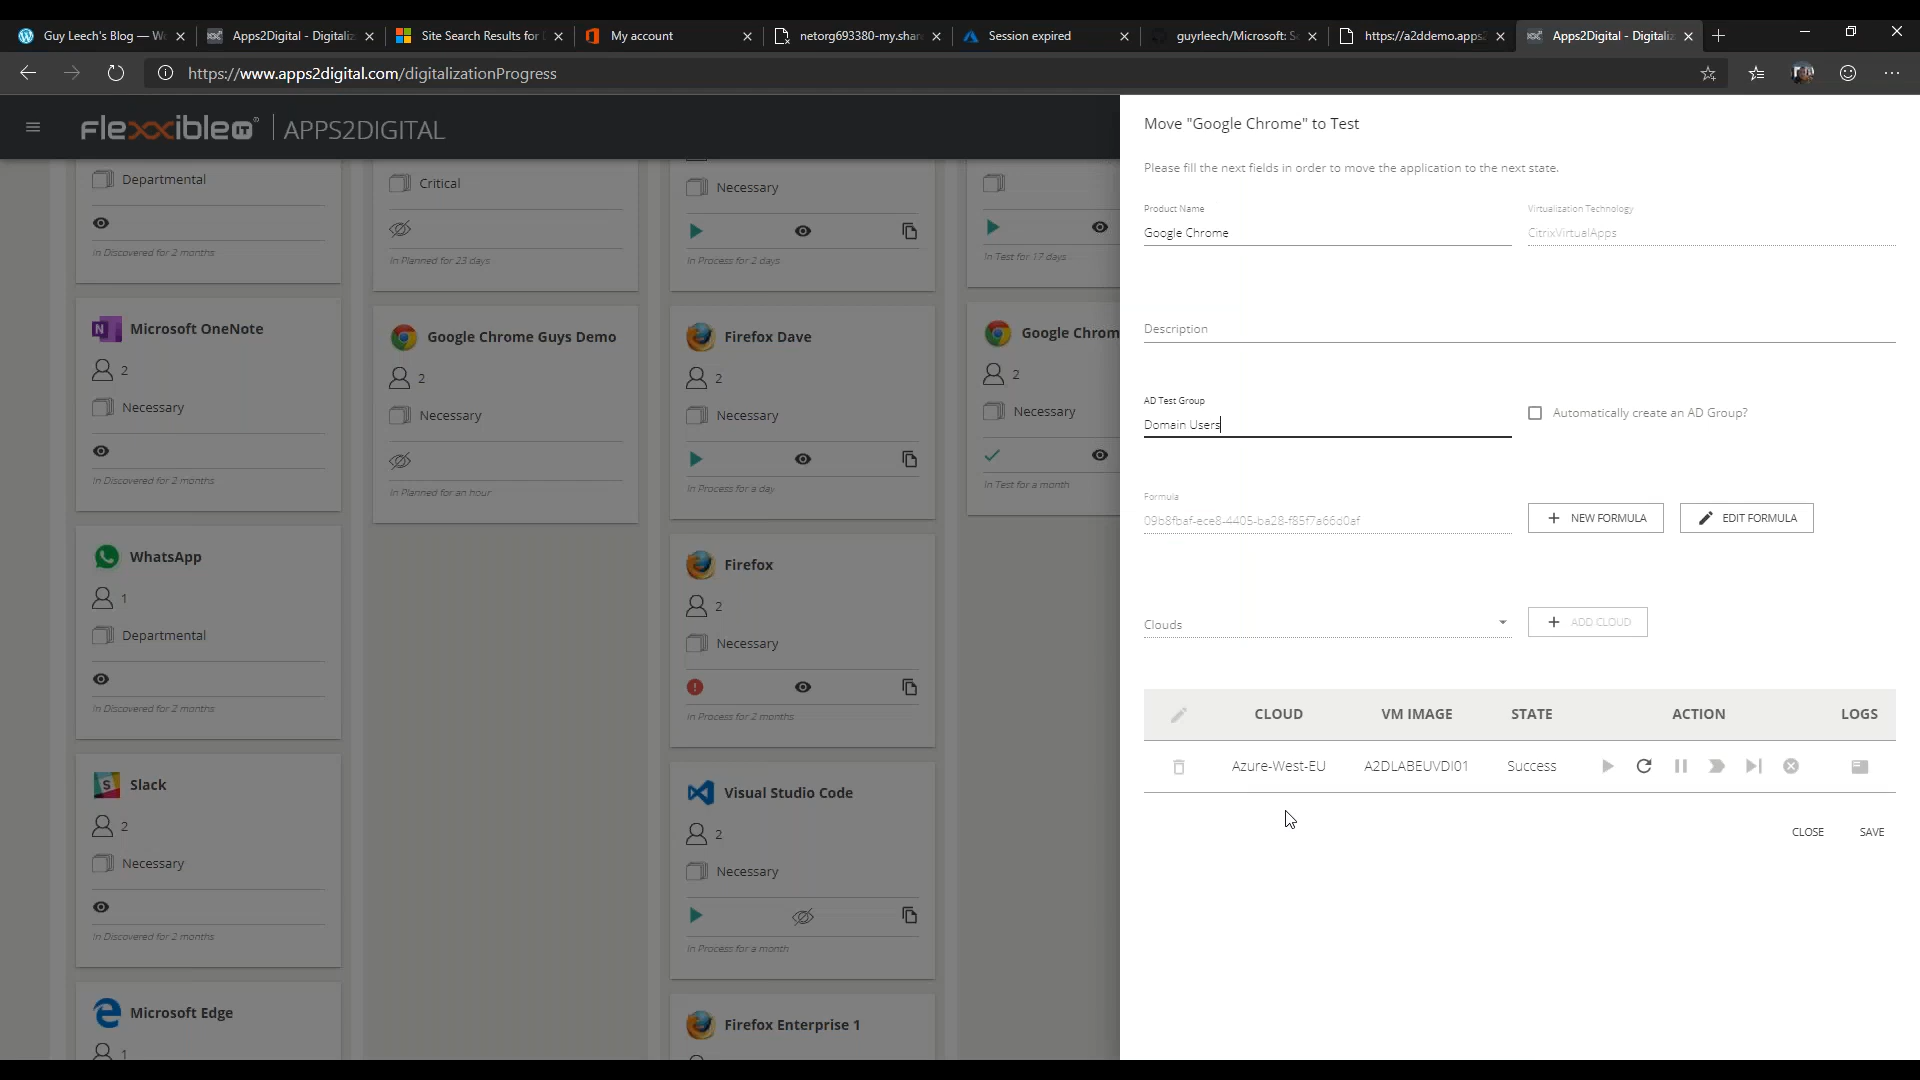 Guy Leech's Blog — W
Apps2Digital - Digitaliz
Site Search Results for
My account
netorg693380-my.shar
Session expired
guyrleech/Microsoft: S
https://a2ddemo.apps2
Apps2Digital - Digitaliz
https://www.apps2digital.com/digitalizationProgress
flexxible IT | APPS2DIGITAL
Departmental
In Discovered for 2 months
Microsoft OneNote
2
Necessary
In Discovered for 2 months
WhatsApp
1
Departmental
In Discovered for 2 months
Slack
2
Necessary
In Discovered for 2 months
Microsoft Edge
1
Critical
In Planned for 23 days
Google Chrome Guys Demo
2
Necessary
In Planned for an hour
Necessary
In Process for 2 days
Firefox Dave
2
Necessary
In Process for a day
Firefox
2
Necessary
In Process for 2 months
Visual Studio Code
2
Necessary
In Process for a month
Firefox Enterprise 1
In Test for 17 days
Google Chrom
2
Necessary
In Test for a month
Move "Google Chrome" to Test
Please fill the next fields in order to move the application to the next state.
Product Name
Google Chrome
Virtualization Technology
CitrixVirtualApps
Description
AD Test Group
Domain Users
Automatically create an AD Group?
Formula
09b8fbaf-ece8-4405-ba28-f85f7a66d0af
NEW FORMULA
EDIT FORMULA
Clouds
ADD CLOUD
CLOUD VM IMAGE STATE ACTION LOGS
Azure-West-EU A2DLABEUVDI01 Success
CLOSE SAVE